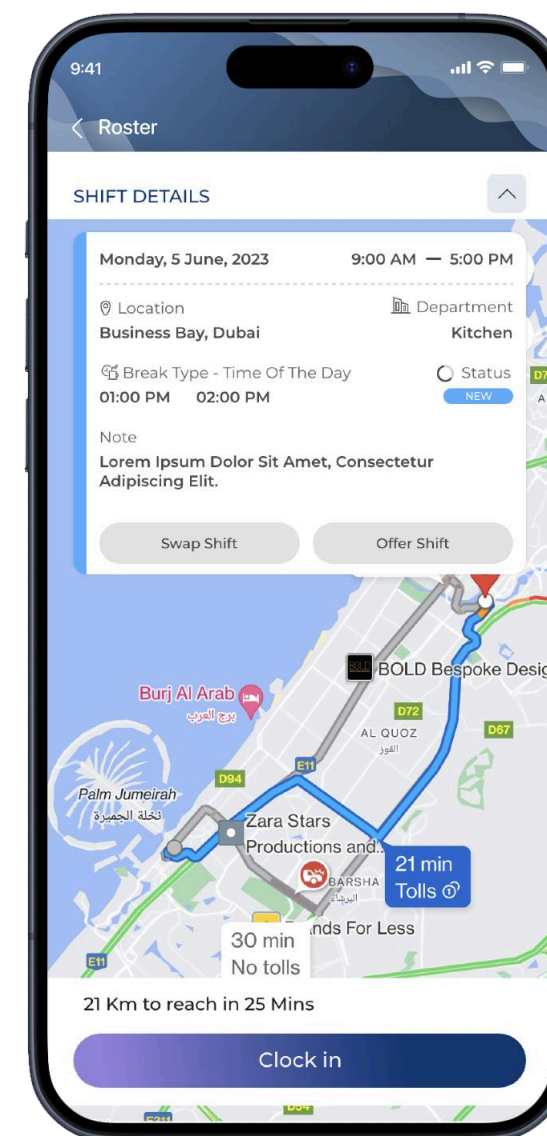 9:41
Roster
SHIFT DETAILS
Monday, 5 June, 2023 9:00 AM — 5:00 PM
Location Department
Business Bay, Dubai Kitchen
Break Type - Time Of The Day Status
01:00 PM 02:00 PM NEW
Note
Lorem Ipsum Dolor Sit Amet, Consectetur
Adipiscing Elit.
Swap Shift Offer Shift
BOLD
BOLD Bespoke Desig
Burj Al Arab
برج العرب
D72
AL QUOZ
القوز
D67
E11
D94
Palm Jumeirah
نخلة الجميرة
Zara Stars
Productions and..
21 min
Tolls
BARSHA
البرشاء
nds For Less
30 min
No tolls
E11
21 Km to reach in 25 Mins
Clock in